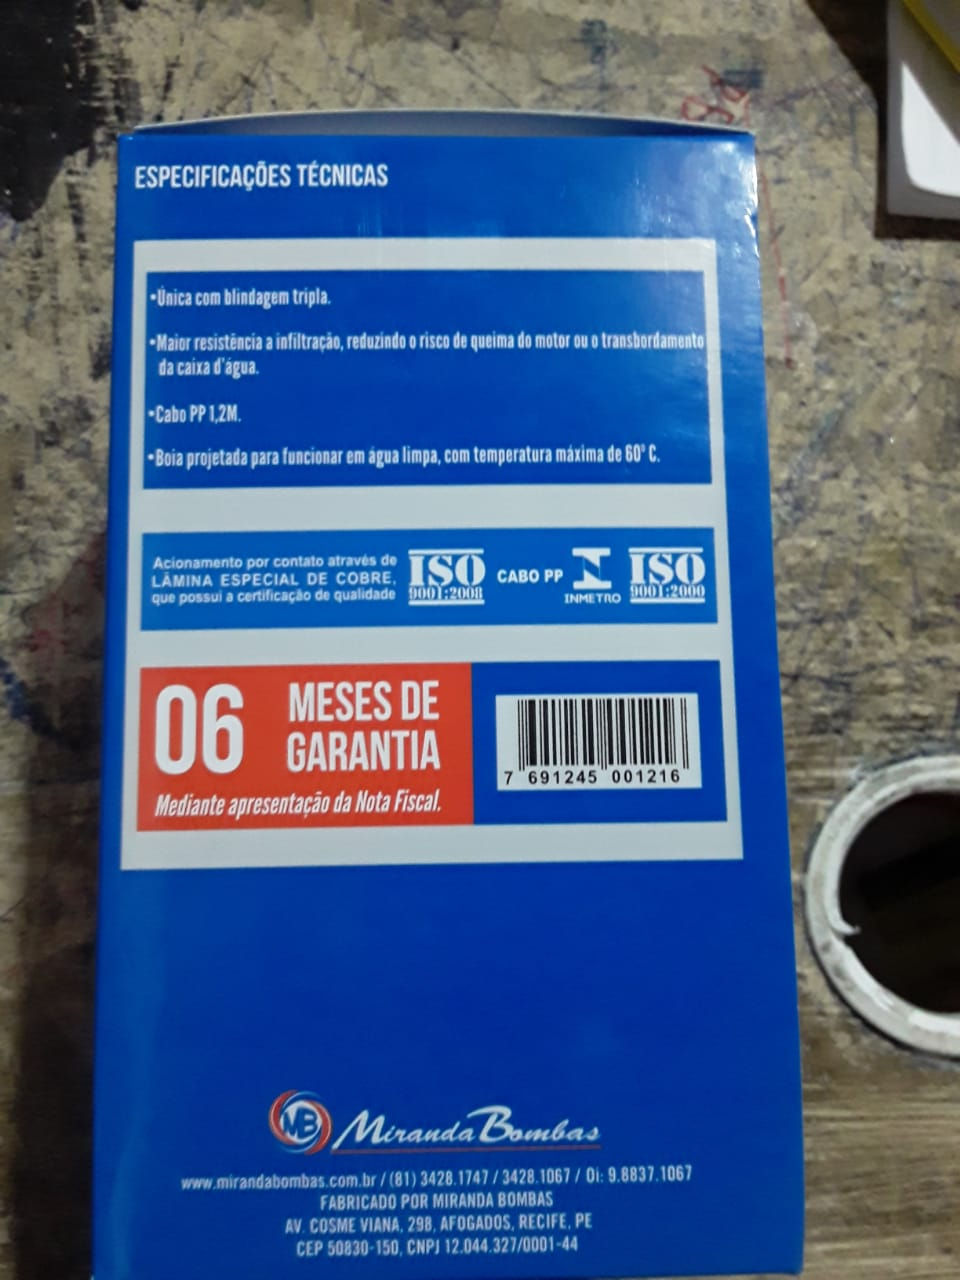 ESPECIFICAÇÕES TÉCNICAS
•Única com blindagem tripla.
•Maior resistência a infiltração, reduzindo o risco de queima do motor ou o transbordamento
da caixa d'água.
•Cabo PP 1,2M.
•Boia projetada para funcionar em água limpa, com temperatura máxima de 60° C.
Acionamento por contato através de
LÂMINA ESPECIAL DE COBRE,
que possui a certificação de qualidade
ISO
9001:2008
CABO PP
INMETRO
ISO
9001:2000
06 MESES DE
GARANTIA
Mediante apresentação da Nota Fiscal.
7 691245 001216
MB Miranda Bombas
www.mirandabombas.com.br / (81) 3428.1747 / 3428.1067 / Oi: 9.8837.1067
FABRICADO POR MIRANDA BOMBAS
AV. COSME VIANA, 298, AFOGADOS, RECIFE, PE
CEP 50830-150, CNPJ 12.044.327/0001-44